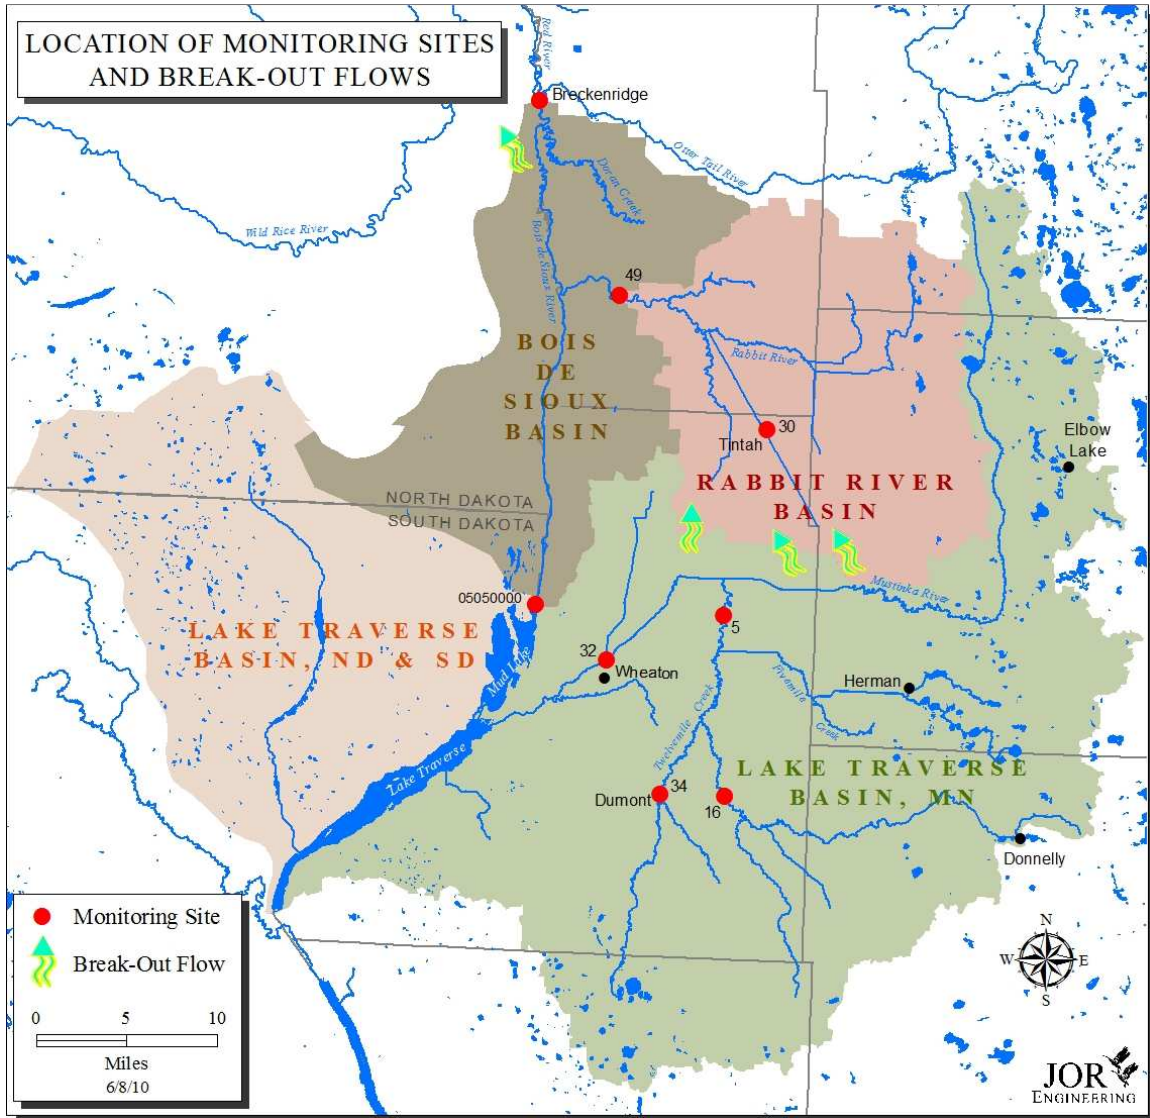 LOCATION OF MONITORING SITES
AND BREAK-OUT FLOWS
Red River
Breckenridge
Otter Tail River
Doran Creek
Wild Rice River
Bois de Sioux River
49
BOIS
DE
SIOUX
BASIN
Rabbit River
30
Tintah
Elbow
Lake
RABBIT RIVER
BASIN
NORTH DAKOTA
SOUTH DAKOTA
Mustinka River
05050000
5
LAKE TRAVERSE
BASIN, ND & SD
32
Wheaton
Mud Lake
Herman
Fivemile
Creek
Twelvemile Creek
Lake Traverse
LAKE TRAVERSE
BASIN, MN
34
Dumont
16
Donnelly
Monitoring Site
Break-Out Flow
0 5 10
Miles
6/8/10
N
W E
S
JOR
ENGINEERING